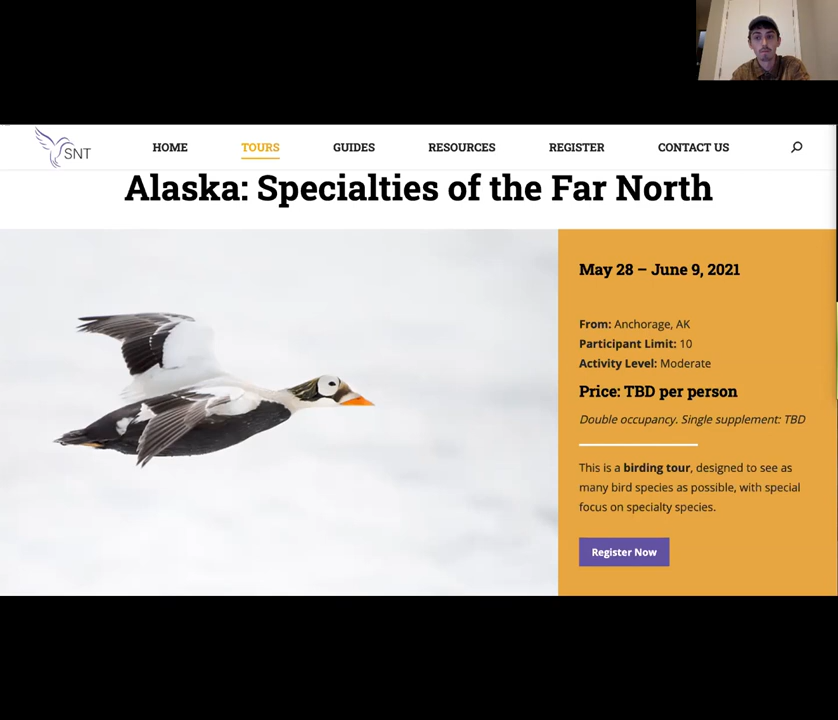 SNT
HOME
TOURS
GUIDES
RESOURCES
REGISTER
CONTACT US
Alaska: Specialties of the Far North
May 28 – June 9, 2021
From: Anchorage, AK
Participant Limit: 10
Activity Level: Moderate
Price: TBD per person
Double occupancy. Single supplement: TBD
This is a birding tour, designed to see as
many bird species as possible, with special
focus on specialty species.
Register Now